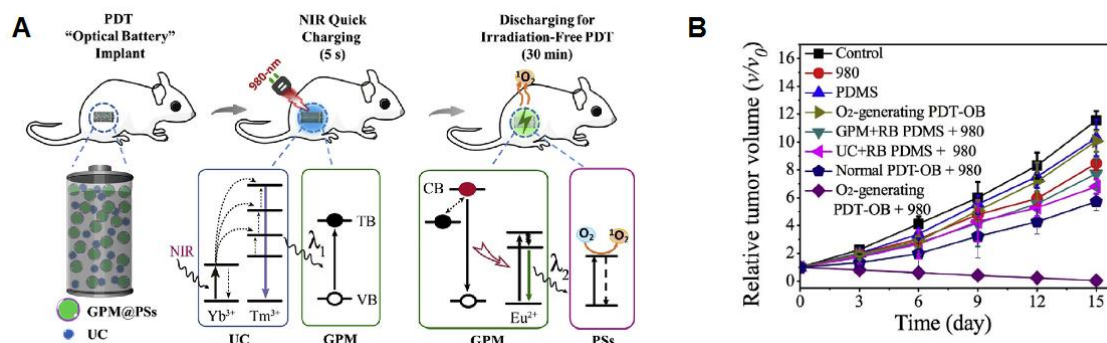 A
PDT
"Optical Battery"
Implant
NIR Quick
Charging
(5 s)
Discharging for
Irradiation-Free PDT
(30 min)
980-nm
¹O₂
CB
TB
λ₁
NIR
VB
O₂
¹O₂
λ₂
Yb³⁺
Tm³⁺
Eu²⁺
GPM@PSs
UC
UC
GPM
GPM
PSs
B
Relative tumor volume (v/v₀)
16
14
12
10
8
6
4
2
0
Control
980
PDMS
O₂-generating PDT-OB
GPM+RB PDMS + 980
UC+RB PDMS + 980
Normal PDT-OB + 980
O₂-generating
PDT-OB + 980
0
3
6
9
12
15
Time (day)